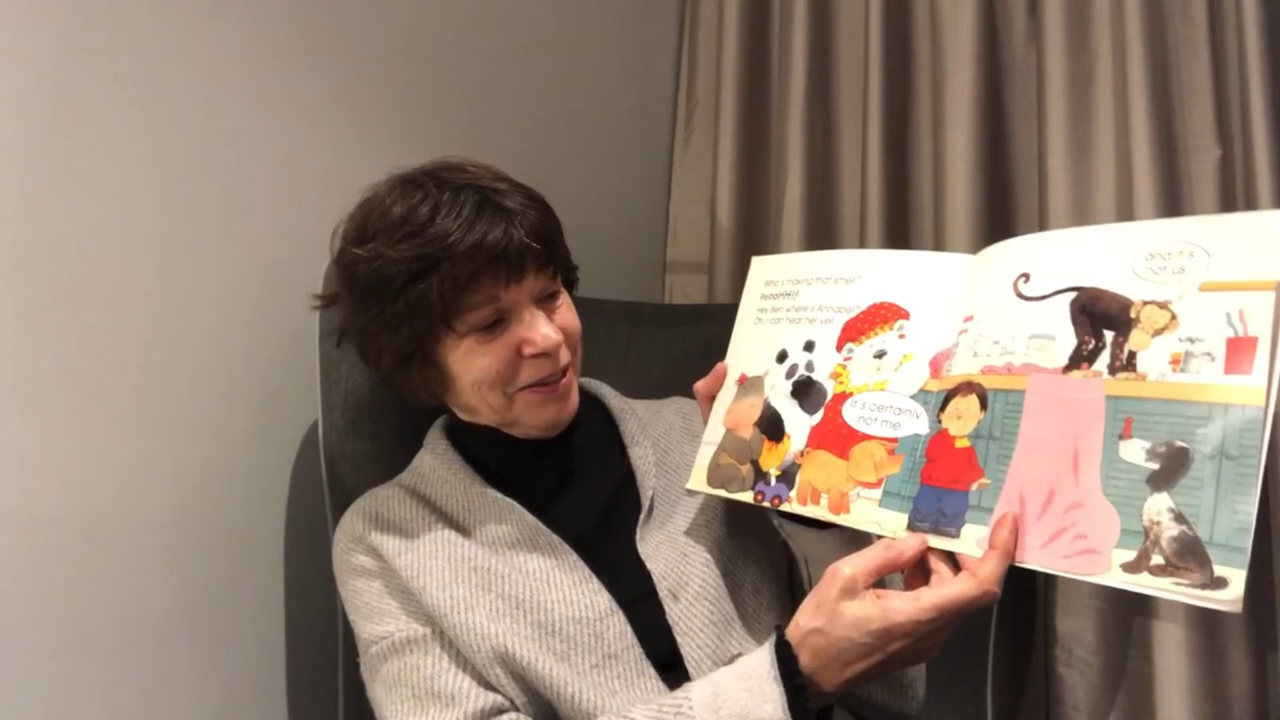 Who's making that smell?
PoooHH!!
Hey Ben where's Annabel?
Oh, I can hear her yell.
It's certainly
not me.
and it's
not us.